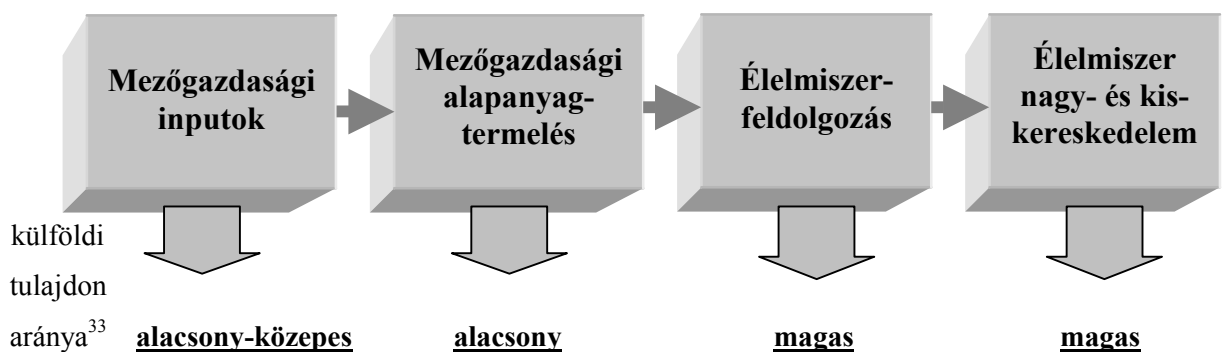 Mezőgazdasági
inputok
Mezőgazdasági
alapanyag-
termelés
Élelmiszer-
feldolgozás
Élelmiszer
nagy- és kis-
kereskedelem
külföldi
tulajdon
aránya33 alacsony-közepes alacsony magas magas